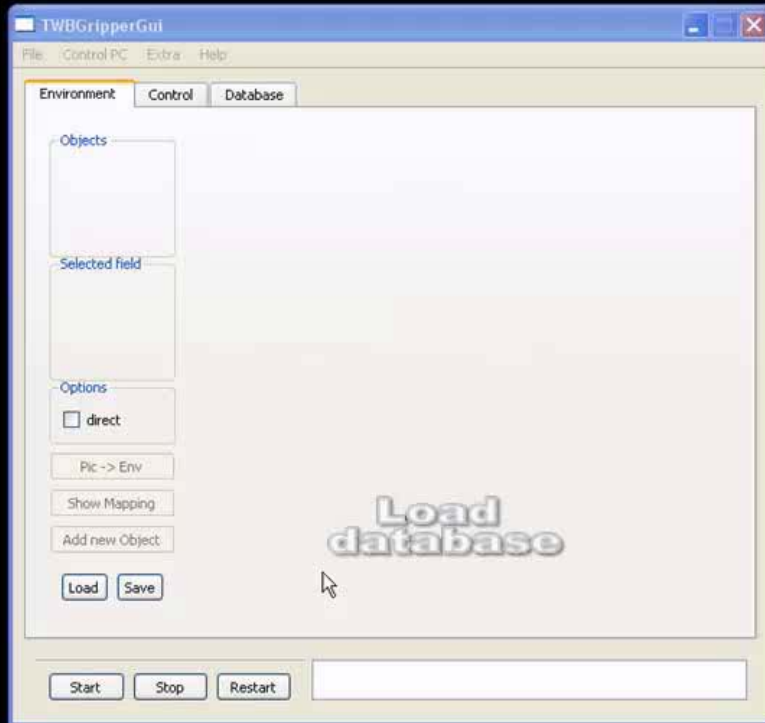 TWBGripperGui
File Control PC Extra Help
Environment Control Database
Objects
Selected field
Options
direct
Pic -> Env
Show Mapping
Add new Object
Load
database
Load Save
Start Stop Restart